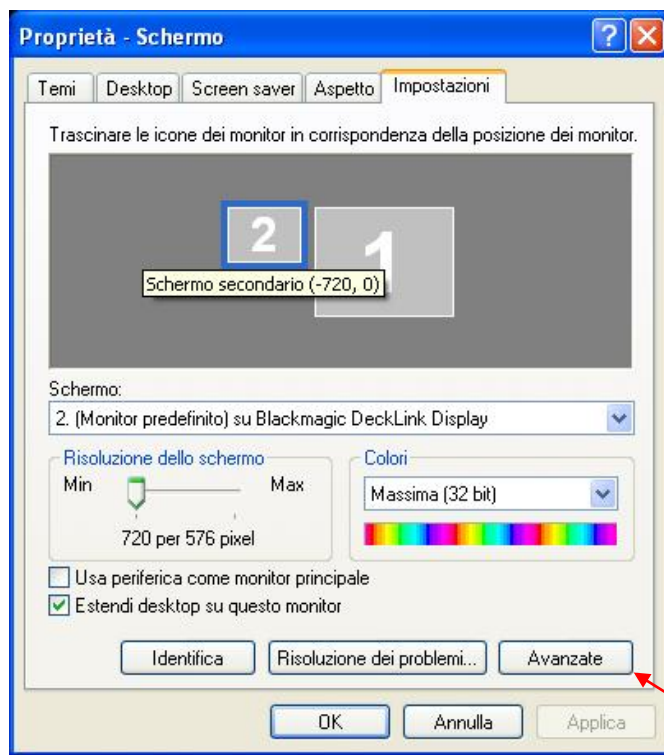 Proprietà - Schermo
Temi Desktop Screen saver Aspetto Impostazioni
Trascinare le icone dei monitor in corrispondenza della posizione dei monitor.
2
1
Schermo secondario (-720, 0)
Schermo:
2. (Monitor predefinito) su Blackmagic DeckLink Display
Risoluzione dello schermo
Min Max
720 per 576 pixel
Colori
Massima (32 bit)
Usa periferica come monitor principale
Estendi desktop su questo monitor
Identifica Risoluzione dei problemi... Avanzate
OK Annulla Applica